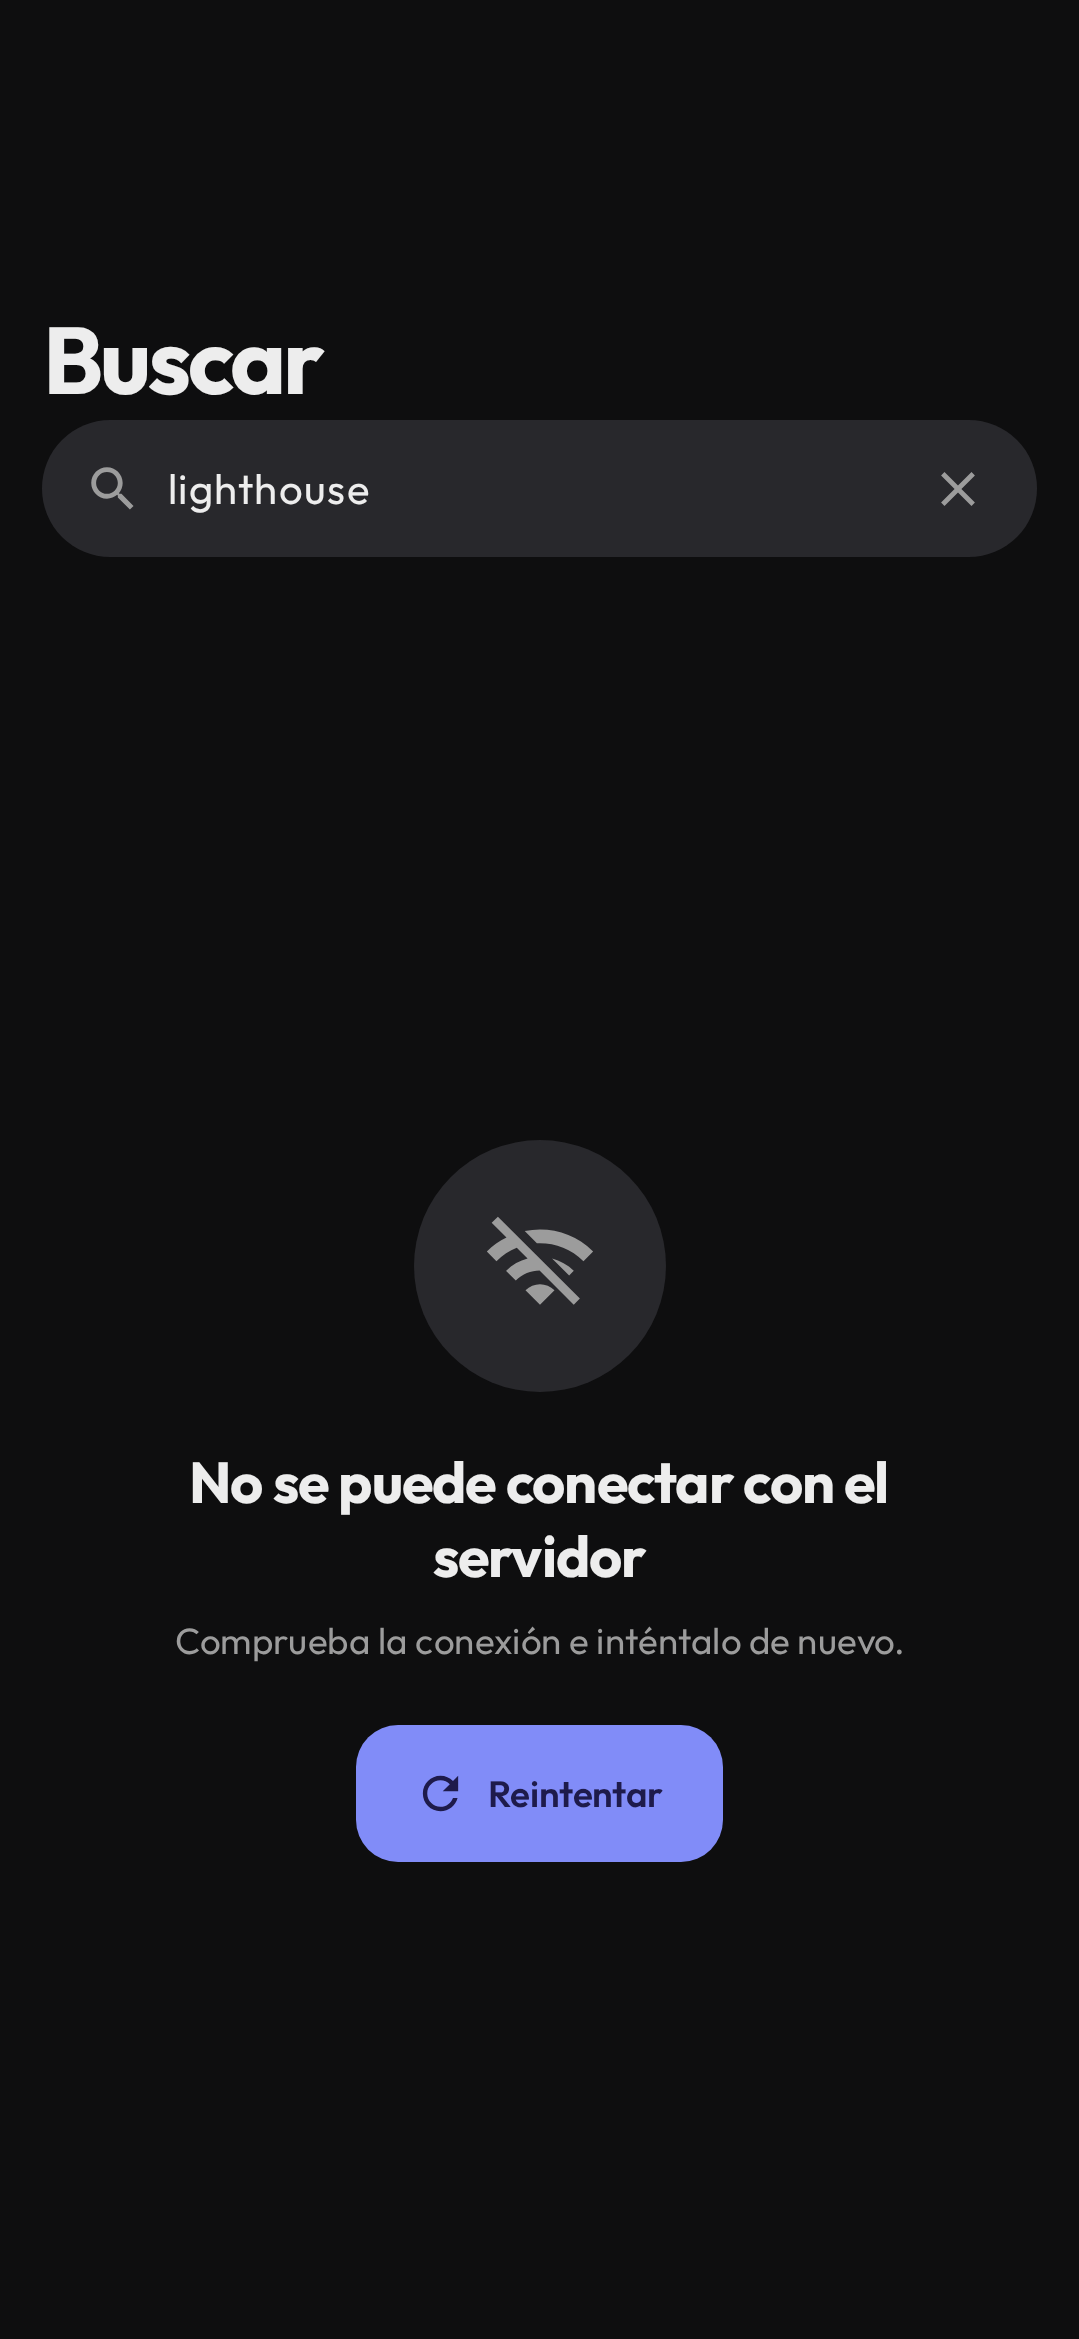 Buscar
lighthouse
No se puede conectar con el
servidor
Comprueba la conexión e inténtalo de nuevo.
Reintentar